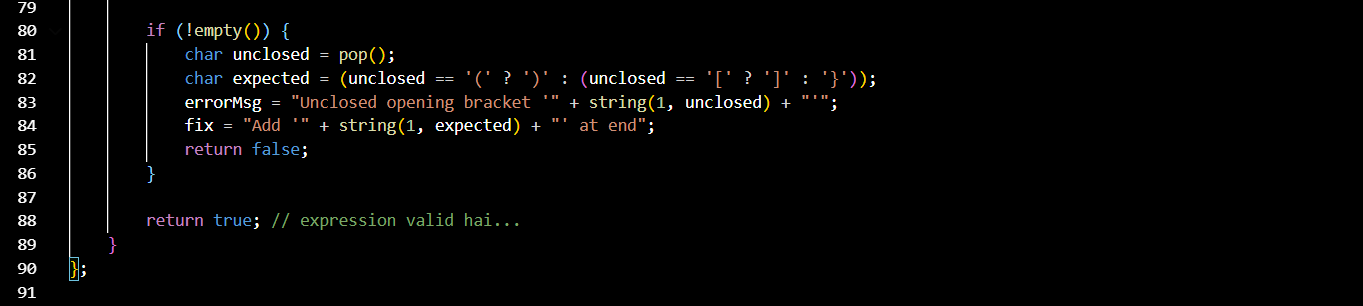 79
80 if (!empty()) {
81 char unclosed = pop();
82 char expected = (unclosed == '(' ? ')' : (unclosed == '[' ? ']' : '}'));
83 errorMsg = "Unclosed opening bracket '" + string(1, unclosed) + "'";
84 fix = "Add '" + string(1, expected) + "' at end";
85 return false;
86 }
87
88 return true; // expression valid hai...
89 }
90 };
91